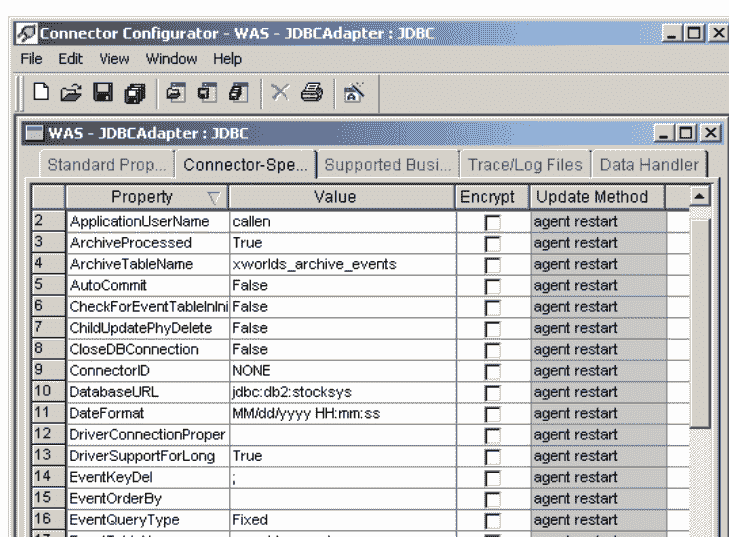 Connector Configurator - WAS - JDBCAdapter : JDBC
File Edit View Window Help
WAS - JDBCAdapter : JDBC
Standard Prop... Connector-Spe... Supported Busi... Trace/Log Files Data Handler
Property Value Encrypt Update Method
2 ApplicationUserName callen agent restart
3 ArchiveProcessed True agent restart
4 ArchiveTableName xworlds_archive_events agent restart
5 AutoCommit False agent restart
6 CheckForEventTableInIni False agent restart
7 ChildUpdatePhyDelete False agent restart
8 CloseDBConnection False agent restart
9 ConnectorID NONE agent restart
10 DatabaseURL jdbc:db2:stocksys agent restart
11 DateFormat MM/dd/yyyy HH:mm:ss agent restart
12 DriverConnectionProper agent restart
13 DriverSupportForLong True agent restart
14 EventKeyDel ; agent restart
15 EventOrderBy agent restart
16 EventQueryType Fixed agent restart